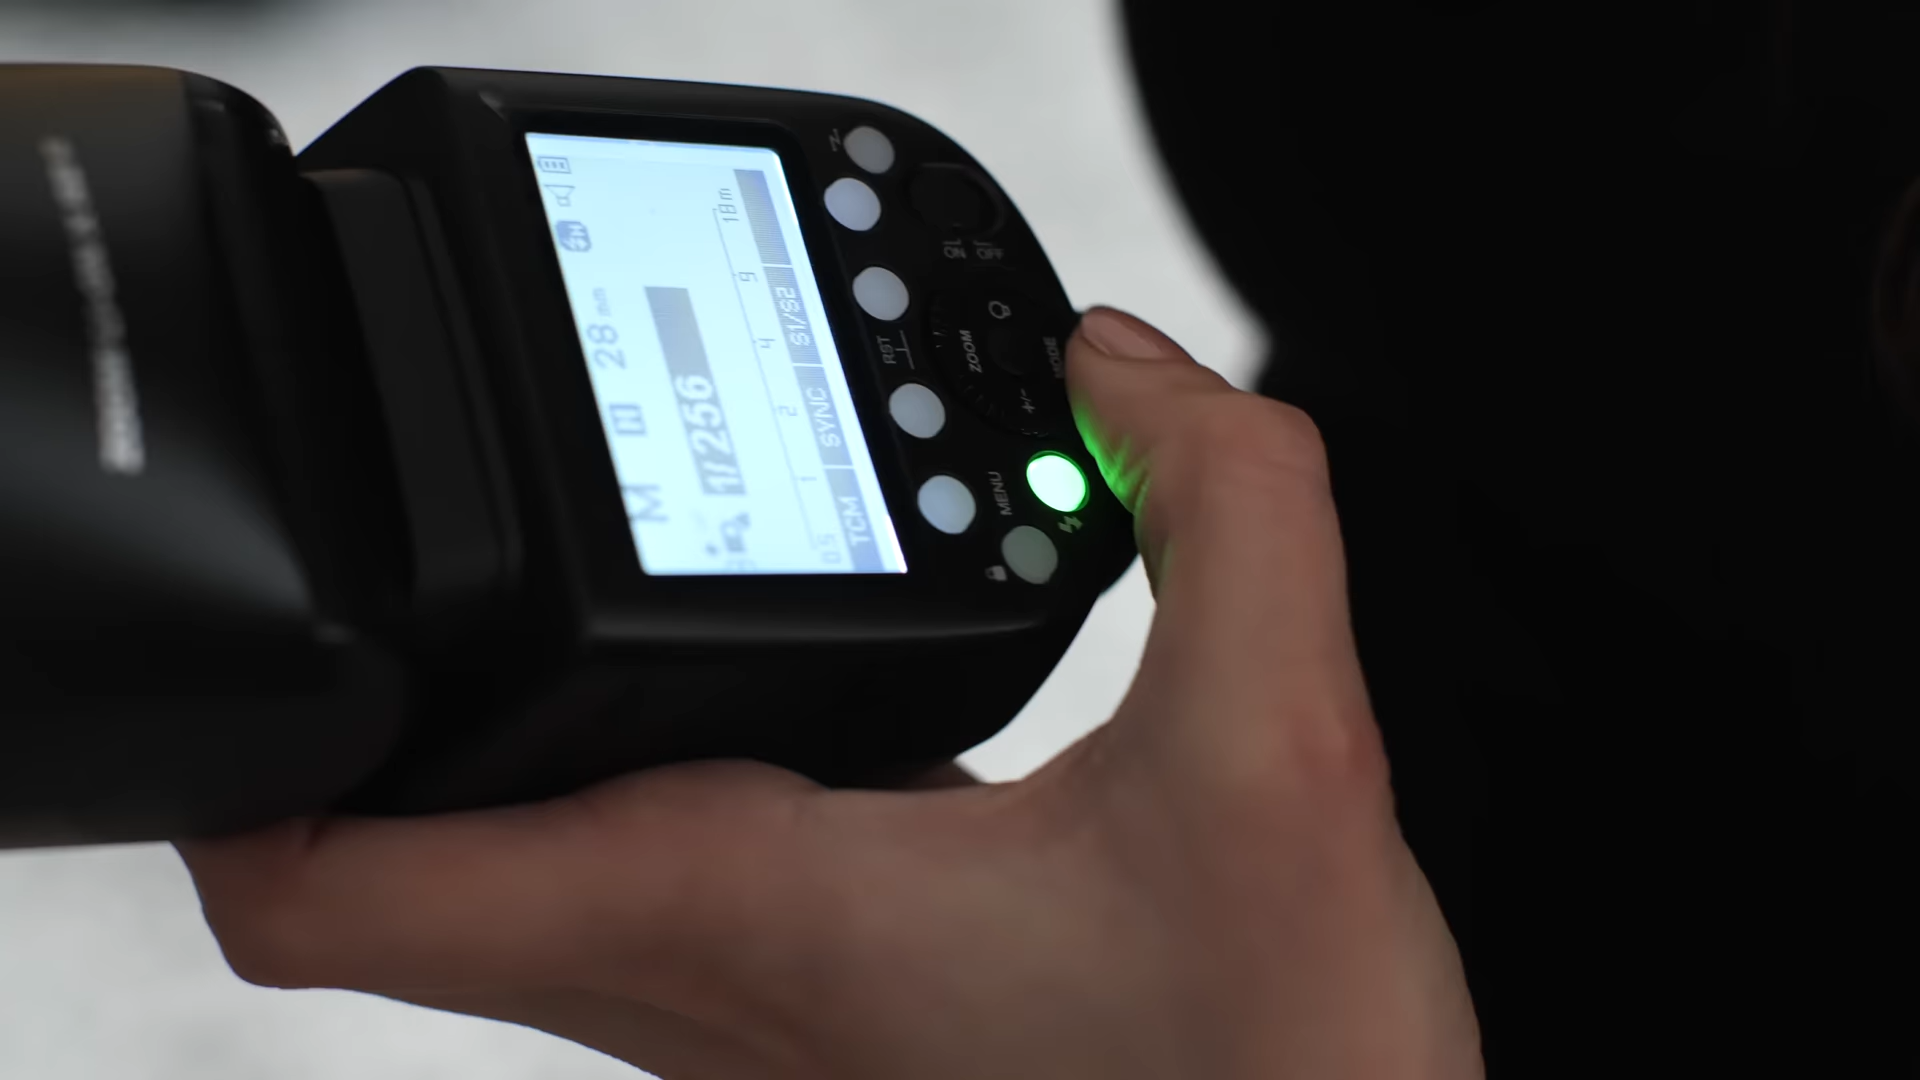 M 28 mm
1/256
0.5 1 2 4 9 18m
TCM SYNC S1/S2
RST
MENU
ZOOM
MODE
+/-
ON OFF